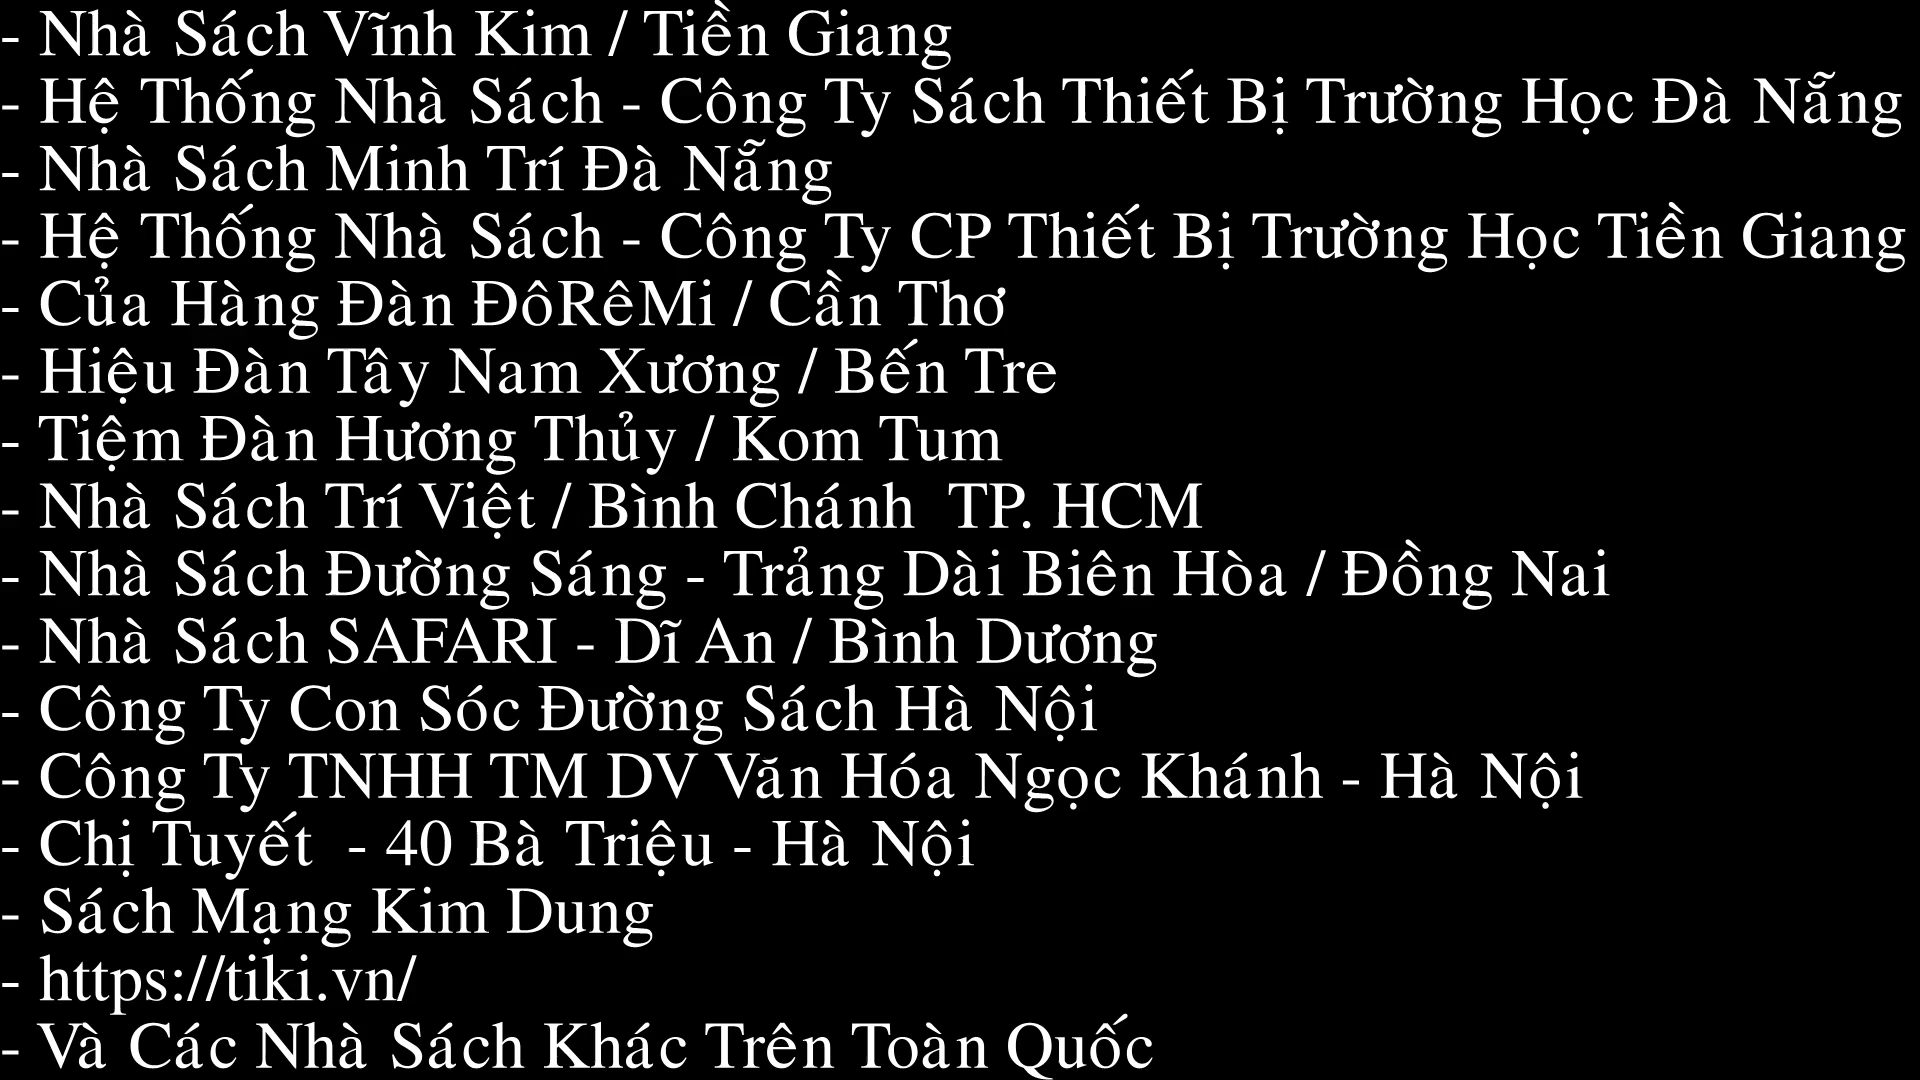 - Nhà Sách Vĩnh Kim / Tiền Giang
- Hệ Thống Nhà Sách - Công Ty Sách Thiết Bị Trường Học Đà Nẵng
- Nhà Sách Minh Trí Đà Nẵng
- Hệ Thống Nhà Sách - Công Ty CP Thiết Bị Trường Học Tiền Giang
- Của Hàng Đàn ĐôRêMi / Cần Thơ
- Hiệu Đàn Tây Nam Xương / Bến Tre
- Tiệm Đàn Hương Thủy / Kom Tum
- Nhà Sách Trí Việt / Bình Chánh  TP. HCM
- Nhà Sách Đường Sáng - Trảng Dài Biên Hòa / Đồng Nai
- Nhà Sách SAFARI - Dĩ An / Bình Dương
- Công Ty Con Sóc Đường Sách Hà Nội
- Công Ty TNHH TM DV Văn Hóa Ngọc Khánh - Hà Nội
- Chị Tuyết  - 40 Bà Triệu - Hà Nội
- Sách Mạng Kim Dung
- https://tiki.vn/
- Và Các Nhà Sách Khác Trên Toàn Quốc